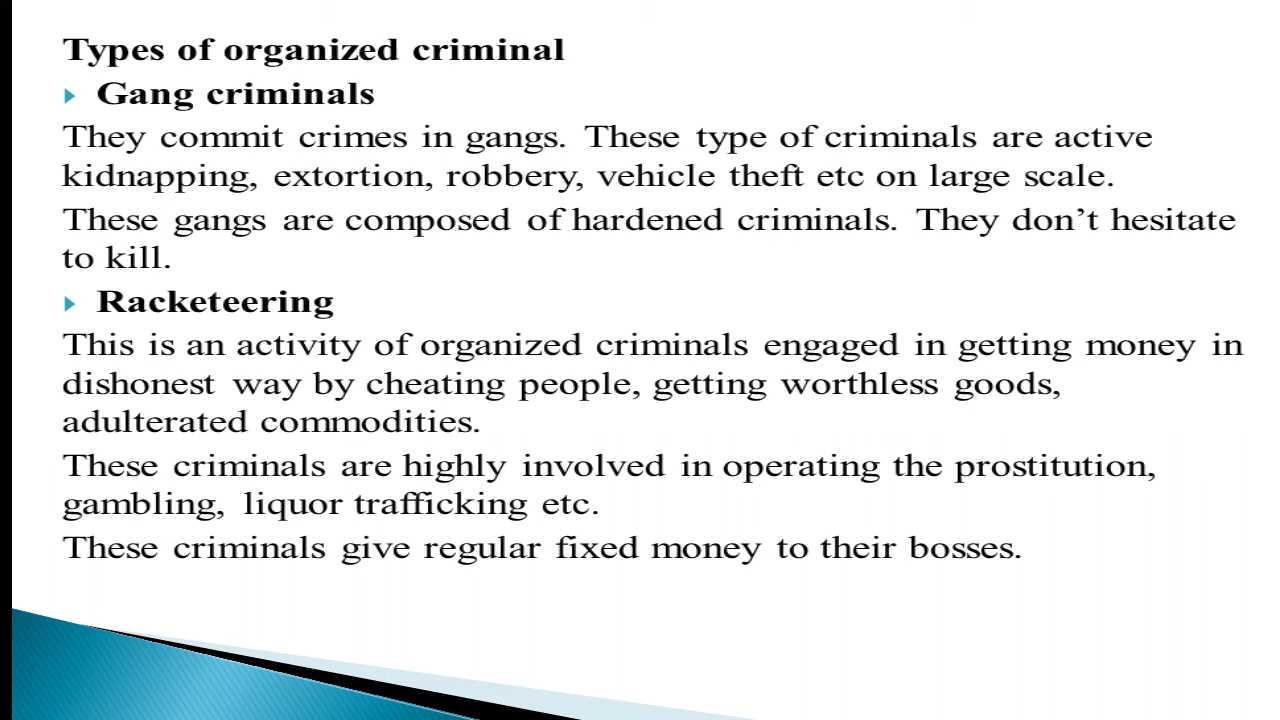 Types of organized criminal
Gang criminals
They commit crimes in gangs. These type of criminals are active
kidnapping, extortion, robbery, vehicle theft etc on large scale.
These gangs are composed of hardened criminals. They don’t hesitate
to kill.
Racketeering
This is an activity of organized criminals engaged in getting money in
dishonest way by cheating people, getting worthless goods,
adulterated commodities.
These criminals are highly involved in operating the prostitution,
gambling, liquor trafficking etc.
These criminals give regular fixed money to their bosses.